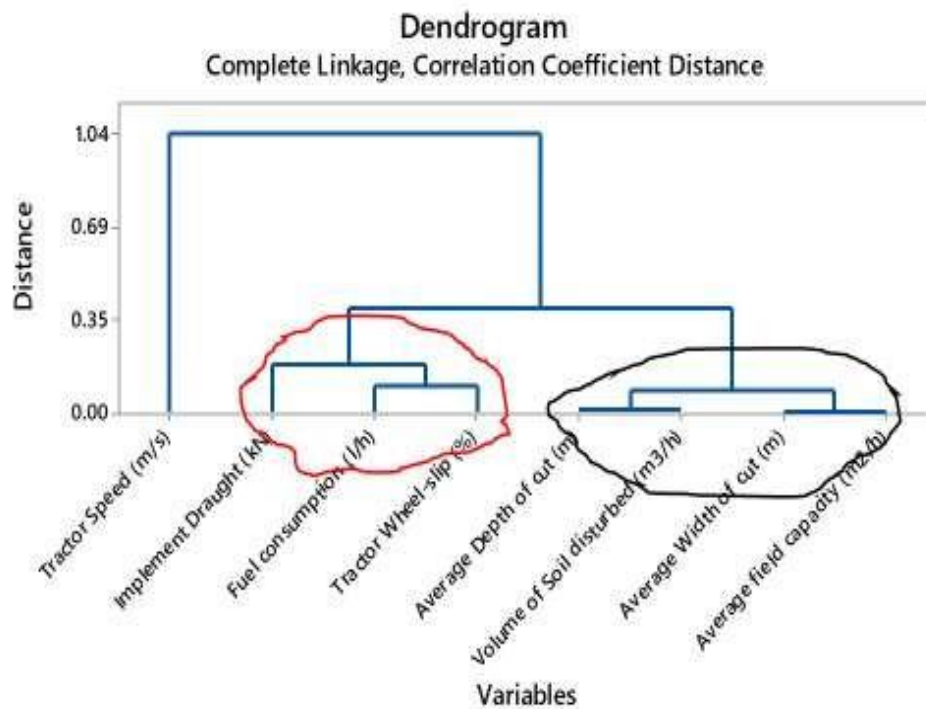 Dendrogram
Complete Linkage, Correlation Coefficient Distance
Distance
1.04
0.69
0.35
0.00
Tractor Speed (m/s)
Implement Draught (kN)
Fuel consumption (l/h)
Tractor Wheel-slip (%)
Average Depth of cut (m)
Volume of Soil disturbed (m3/h)
Average Width of cut (m)
Average field capacity (m2/h)
Variables